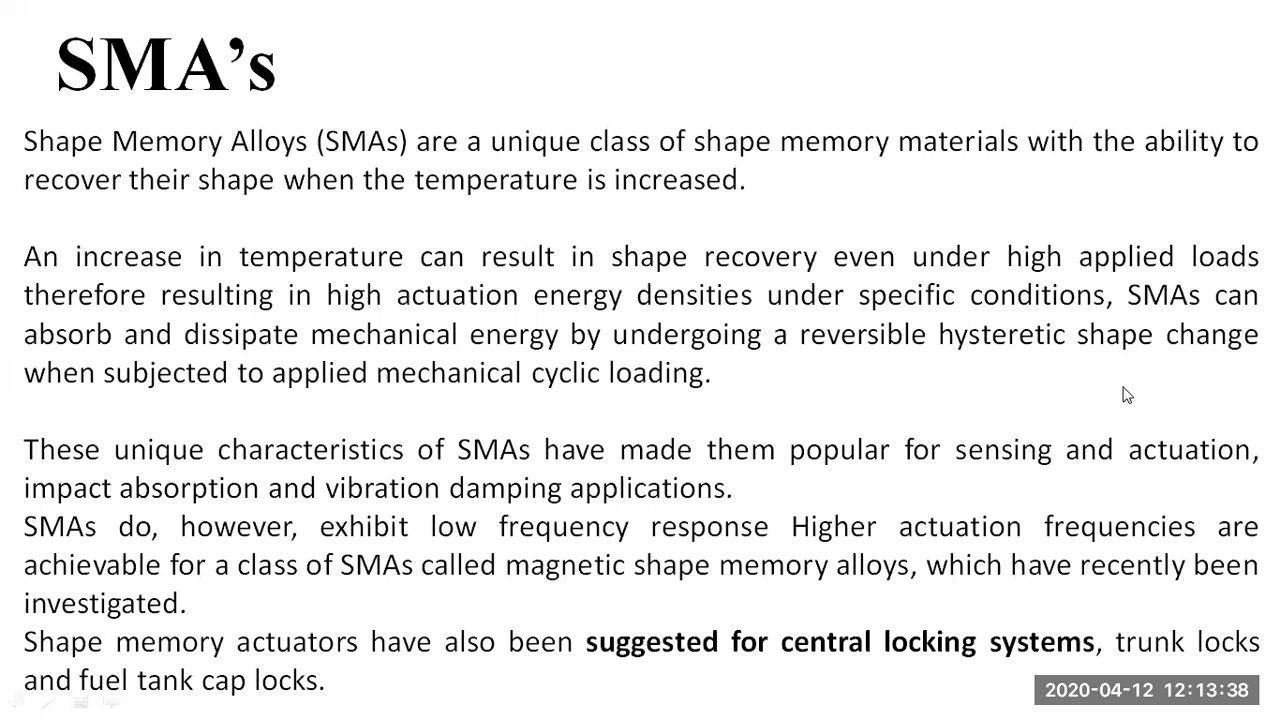 SMA's
Shape Memory Alloys (SMAs) are a unique class of shape memory materials with the ability to
recover their shape when the temperature is increased.
An increase in temperature can result in shape recovery even under high applied loads
therefore resulting in high actuation energy densities under specific conditions, SMAs can
absorb and dissipate mechanical energy by undergoing a reversible hysteretic shape change
when subjected to applied mechanical cyclic loading.
These unique characteristics of SMAs have made them popular for sensing and actuation,
impact absorption and vibration damping applications.
SMAs do, however, exhibit low frequency response Higher actuation frequencies are
achievable for a class of SMAs called magnetic shape memory alloys, which have recently been
investigated.
Shape memory actuators have also been suggested for central locking systems, trunk locks
and fuel tank cap locks.
2020-04-12 12:13:38